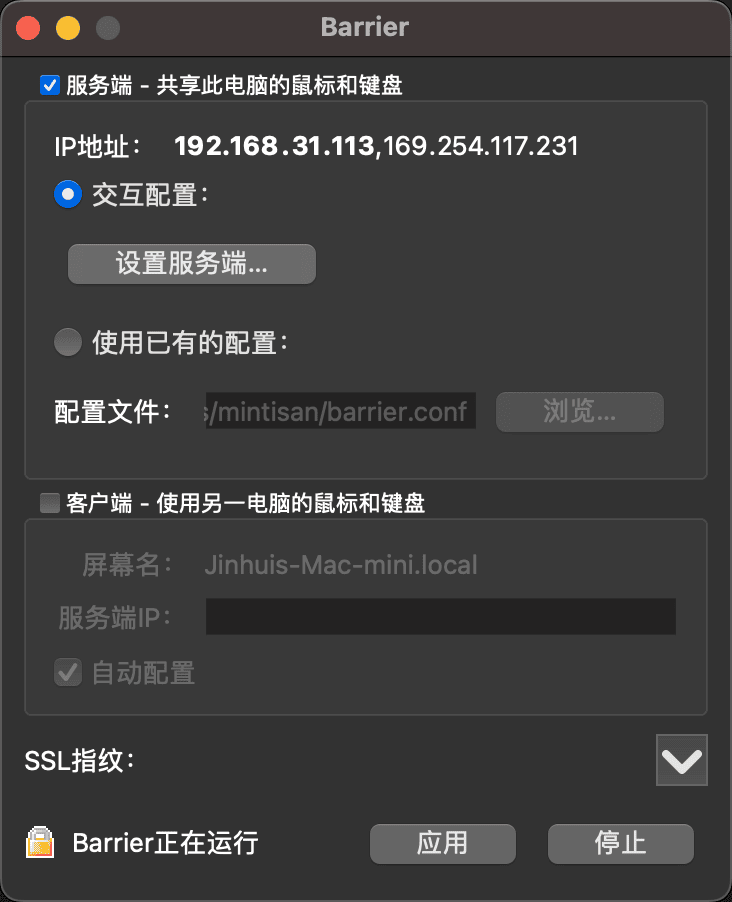 Barrier
服务端 - 共享此电脑的鼠标和键盘
IP地址： 192.168.31.113,169.254.117.231
交互配置：
设置服务端...
使用已有的配置：
配置文件： s/mintisan/barrier.conf 浏览...
客户端 - 使用另一电脑的鼠标和键盘
屏幕名： Jinhuis-Mac-mini.local
服务端IP：
自动配置
SSL指纹：
Barrier正在运行 应用 停止